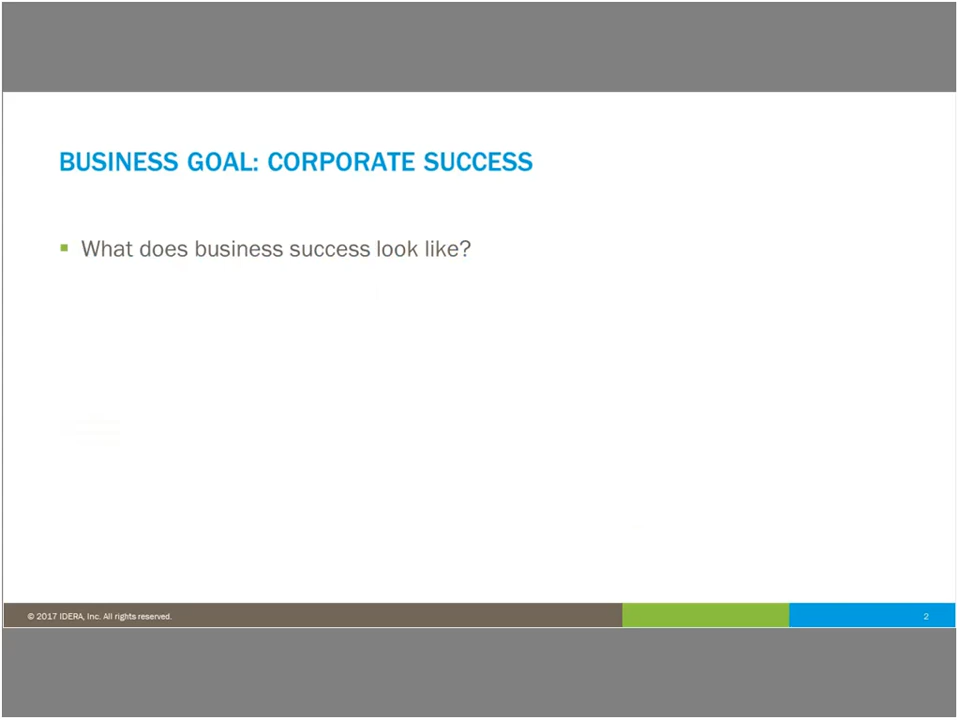 BUSINESS GOAL: CORPORATE SUCCESS
What does business success look like?
© 2017 IDERA, Inc. All rights reserved.
2